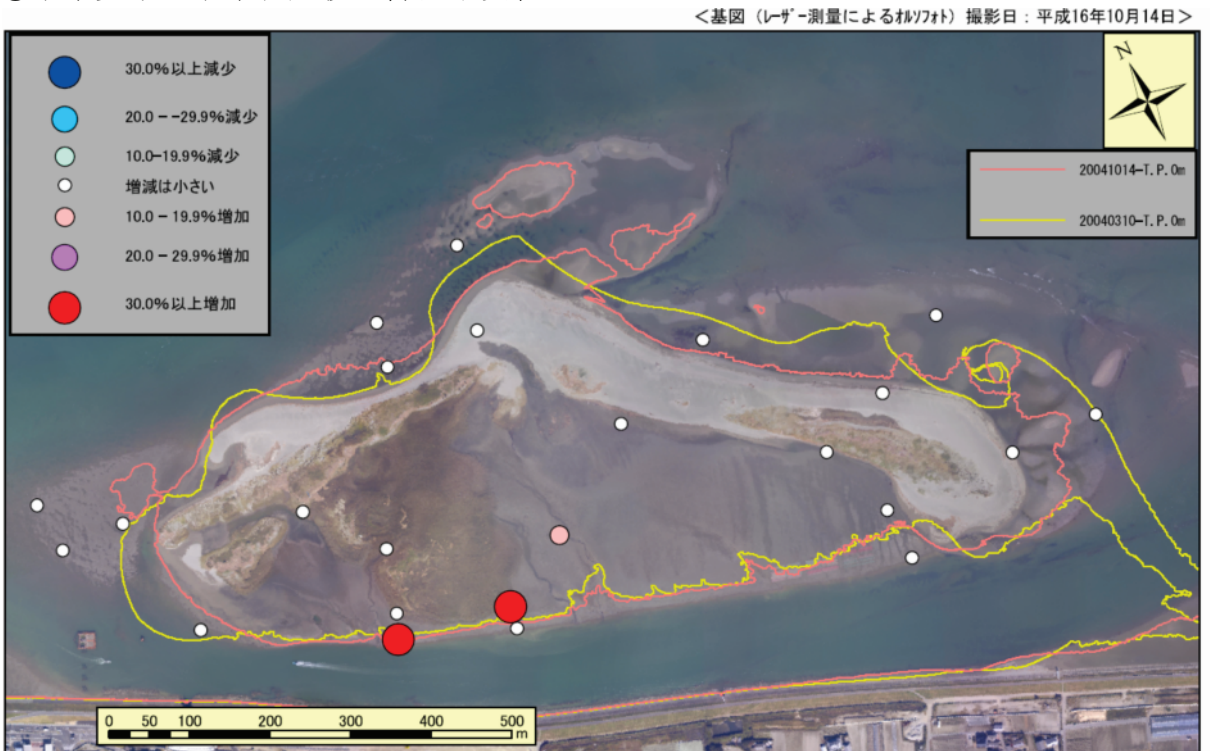 <基図（ﾚｰｻﾞｰ測量によるｵﾙｿﾌｫﾄ）撮影日：平成16年10月14日>
N
30.0%以上減少
20.0－-29.9%減少
10.0-19.9%減少
増減は小さい
10.0－19.9%増加
20.0－29.9%増加
30.0%以上増加
20041014-T.P.0m
20040310-T.P.0m
0 50 100 200 300 400 500
m